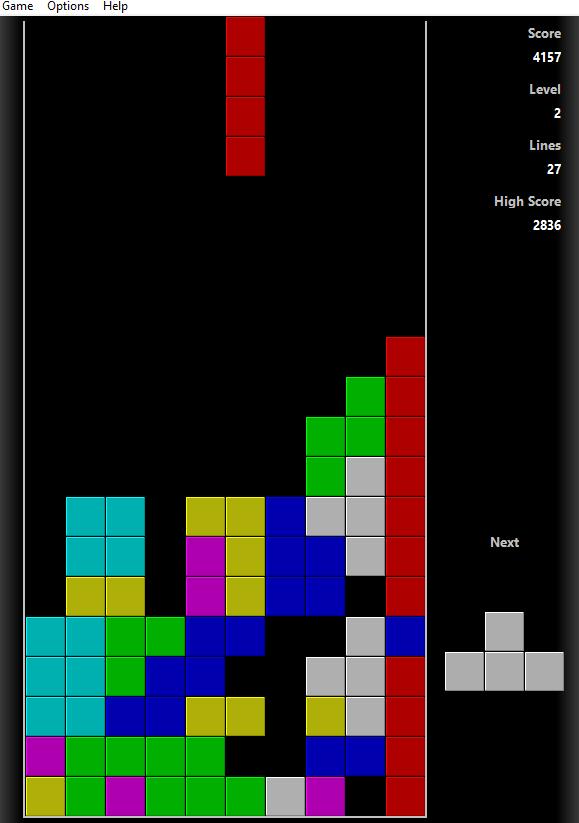 Game Options Help
Score
4157
Level
2
Lines
27
High Score
2836
Next